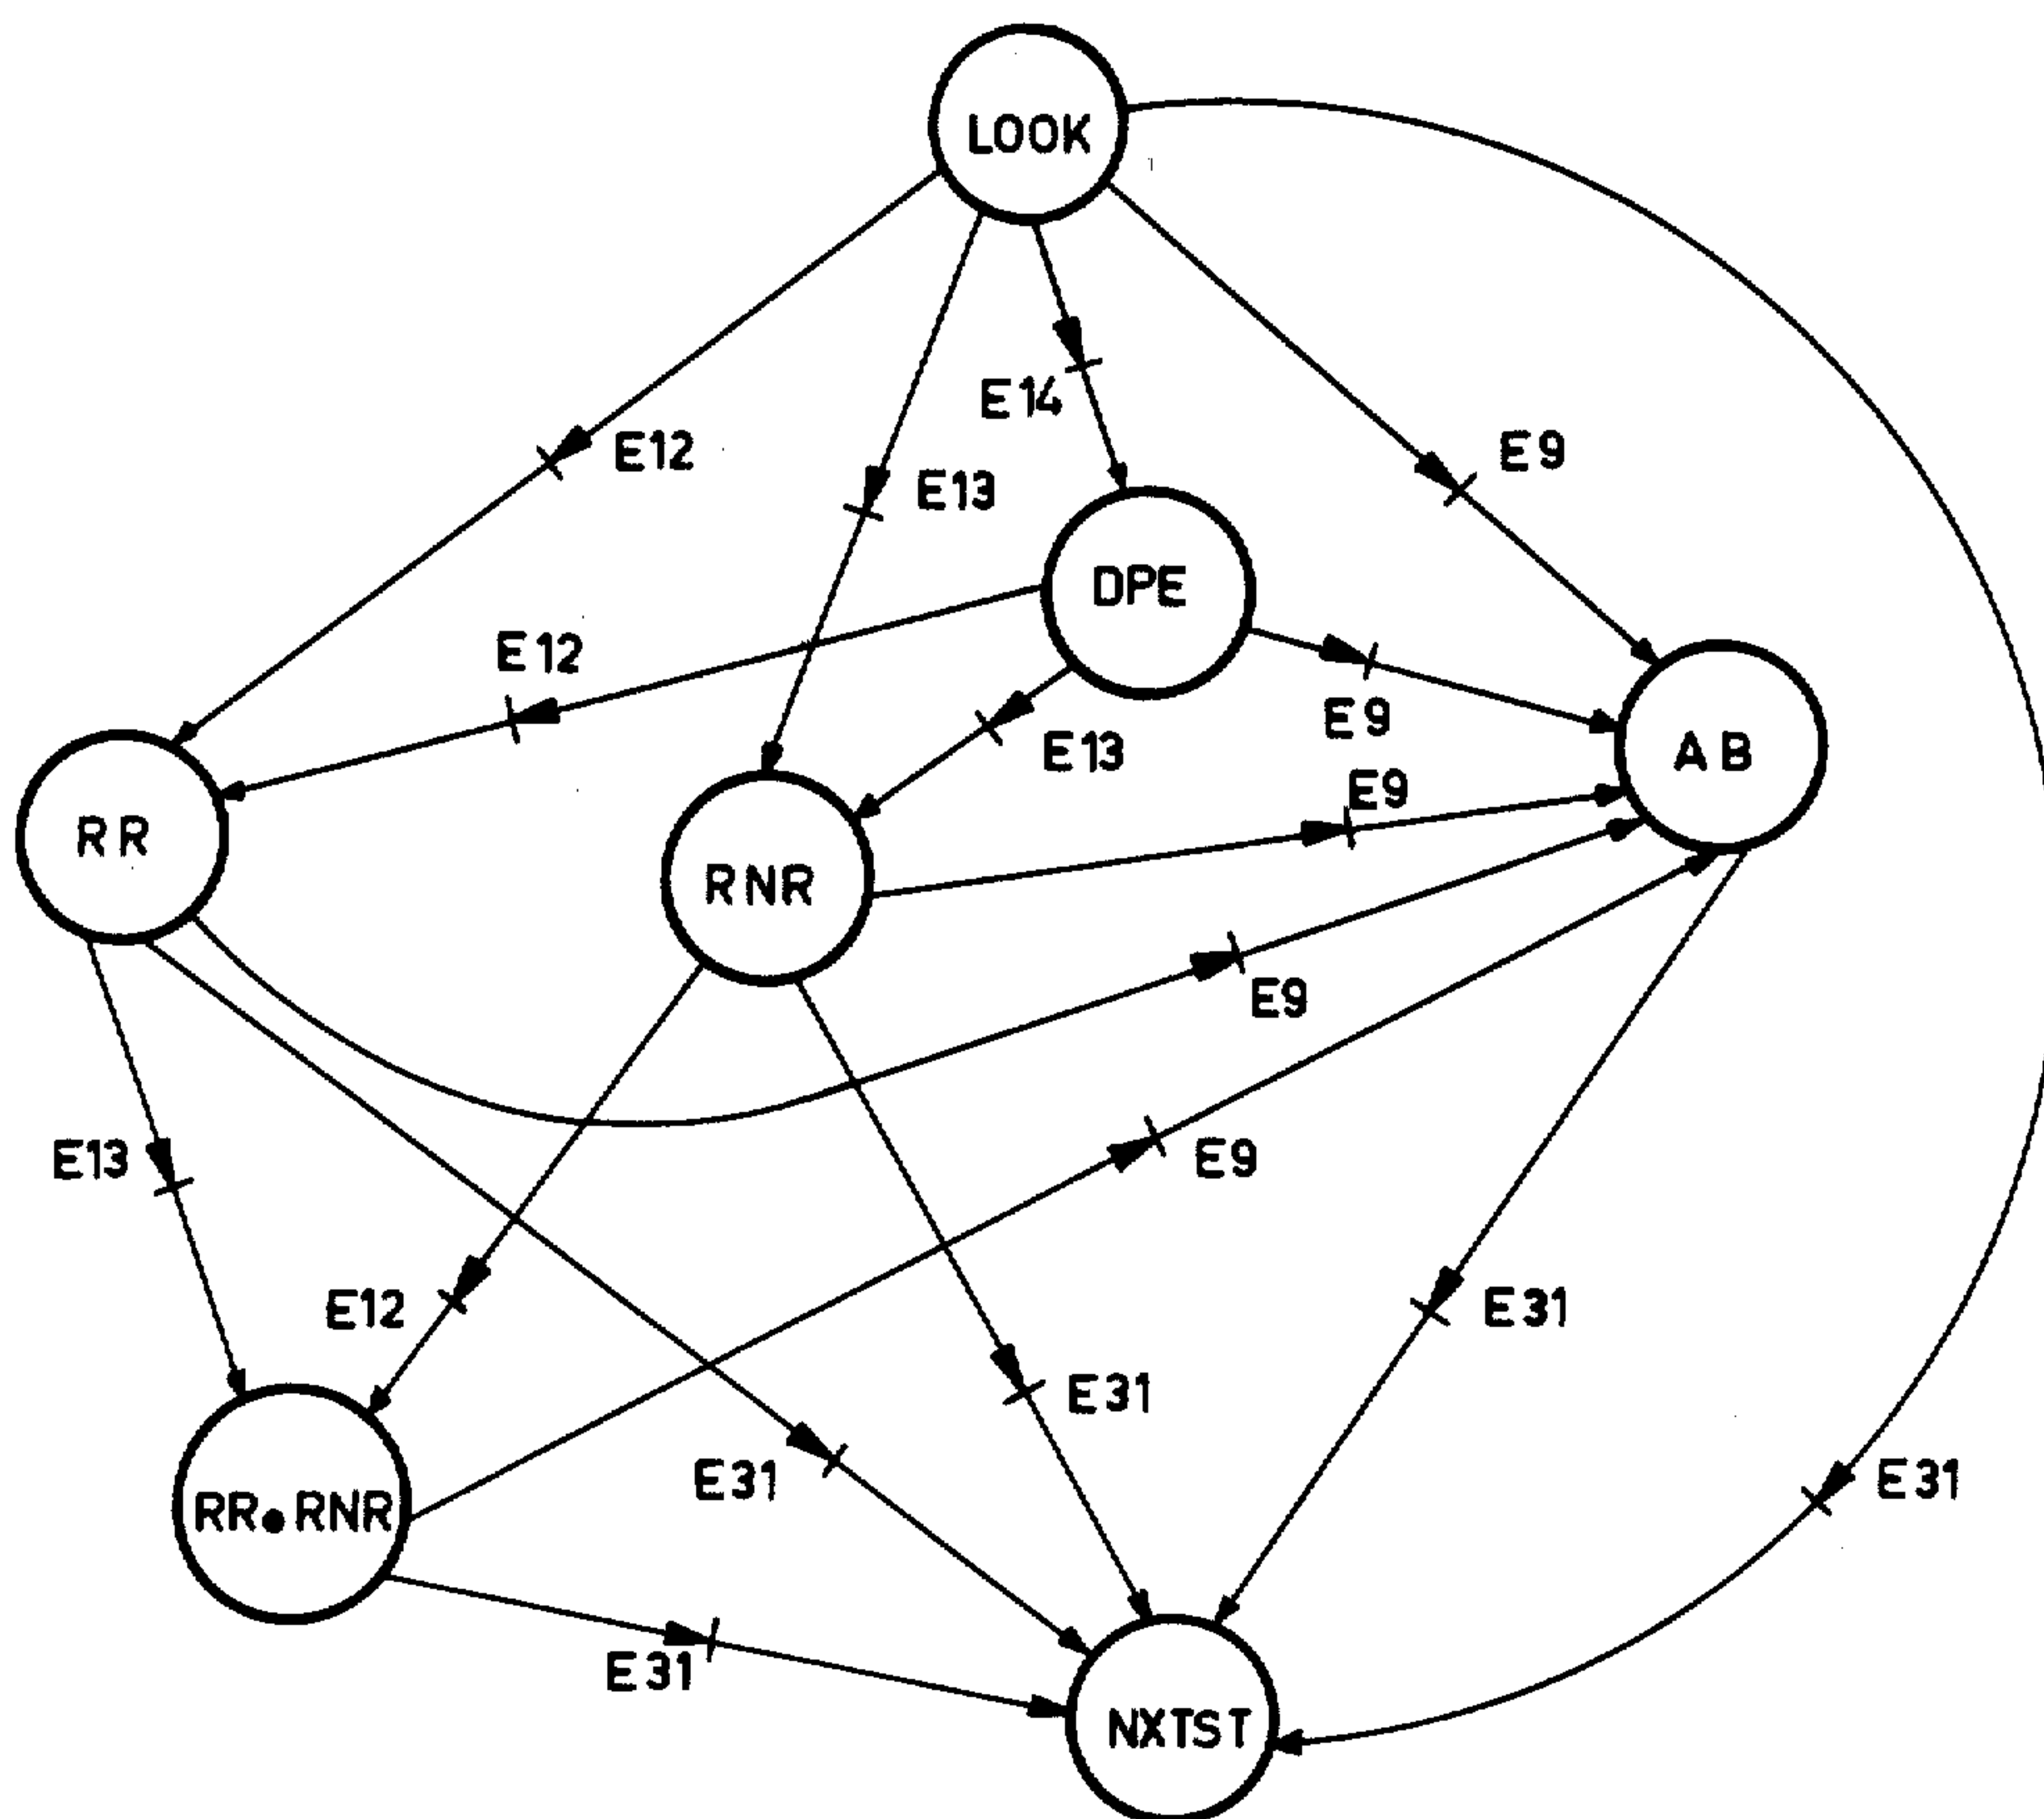 LOOK
E14
E12
E9
E13
DPE
E12
E9
E13
AB
E9
RR
RNR
E9
E13
E9
E12
E31
E31
E31
E31
RR•RNR
E31
NXTST